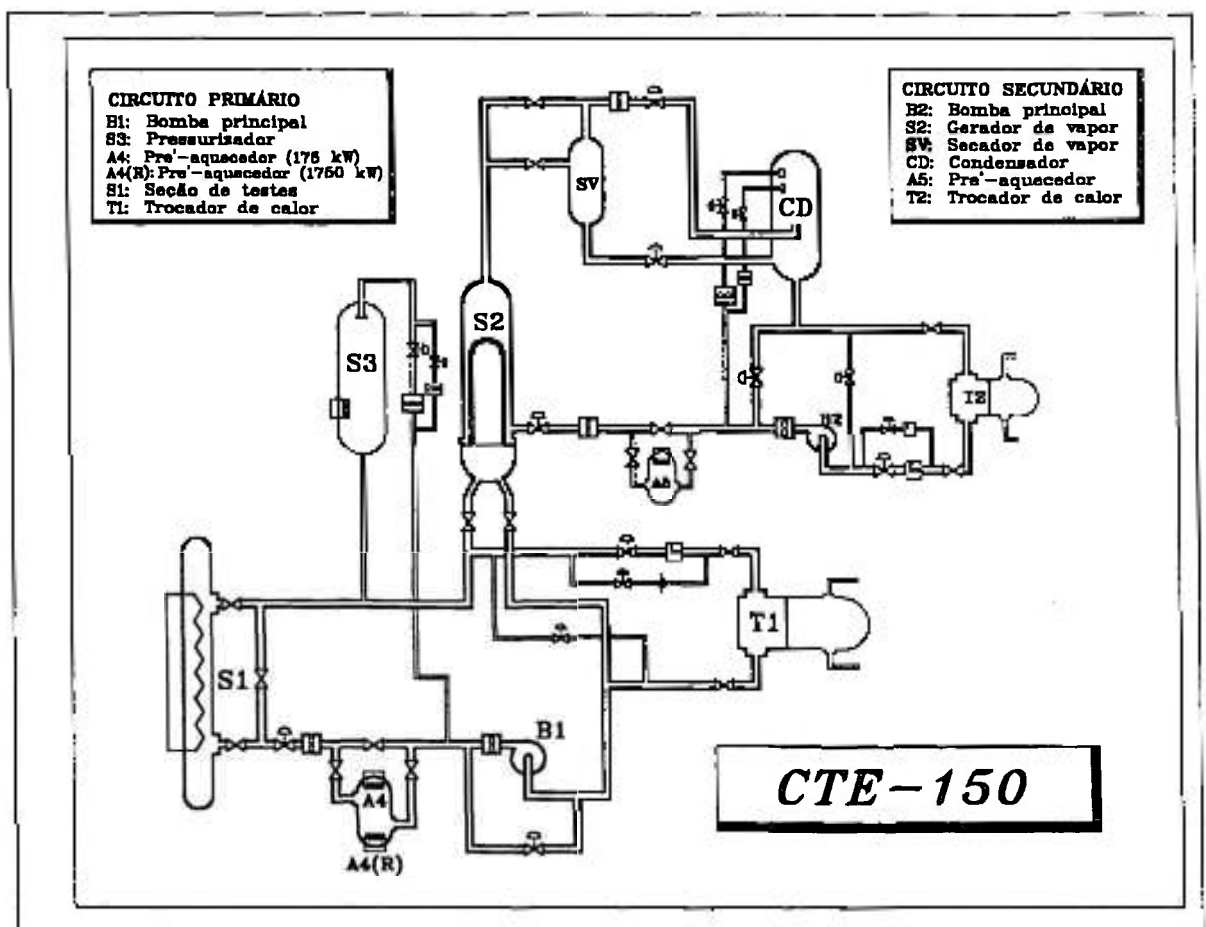 CIRCUITO PRIMÁRIO
B1: Bomba principal
S3: Pressurizador
A4: Pre'-aquecedor (175 kW)
A4(R): Pre'-aquecedor (1750 kW)
S1: Seção de testes
T1: Trocador de calor
CIRCUITO SECUNDÁRIO
B2: Bomba principal
S2: Gerador de vapor
SV: Secador de vapor
CD: Condensador
A5: Pre'-aquecedor
T2: Trocador de calor
SV
CD
S2
S3
T2
B2
A5
T1
S1
B1
A4
A4(R)
CTE-150